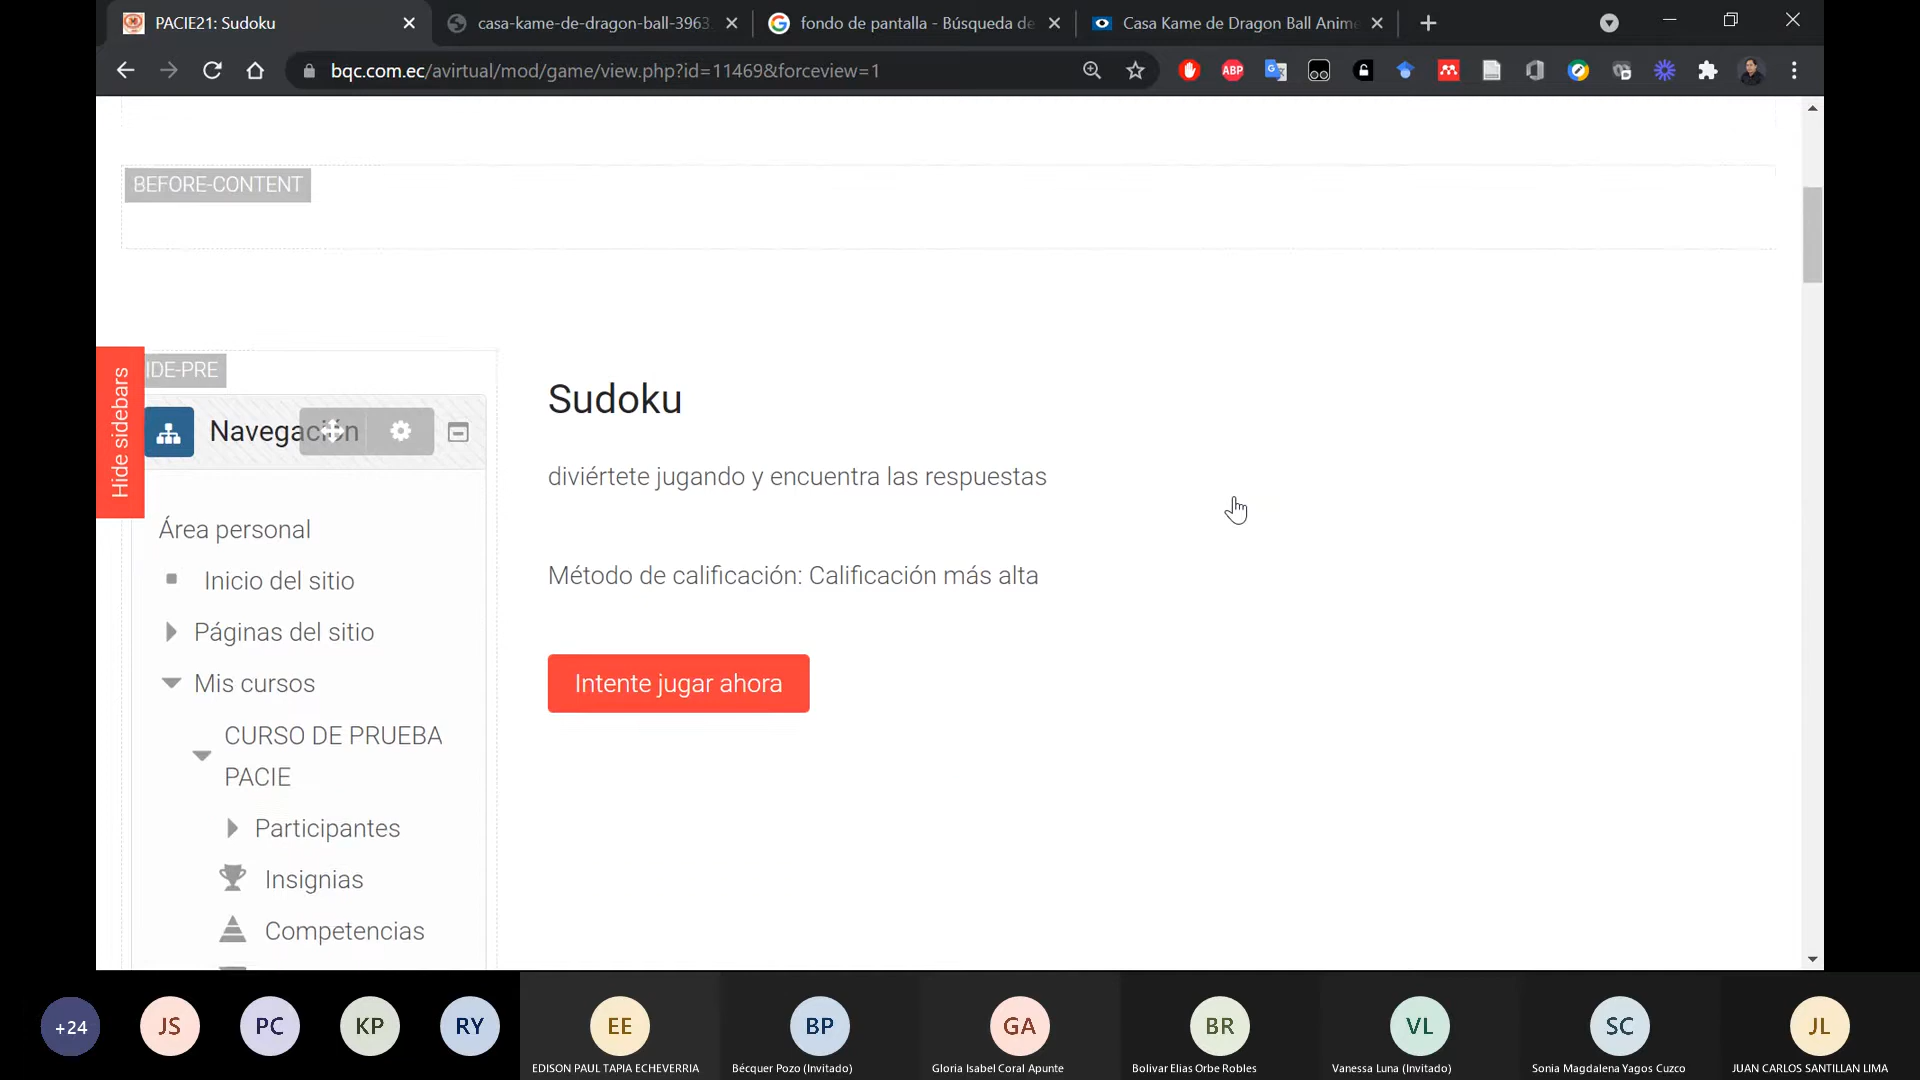 PACIE21: Sudoku
casa-kame-de-dragon-ball-3963
fondo de pantalla - Búsqueda de
Casa Kame de Dragon Ball Anime
bqc.com.ec/avirtual/mod/game/view.php?id=11469&forceview=1
ABP
BEFORE-CONTENT
IDE-PRE
Hide sidebars
Navegación
Sudoku
diviértete jugando y encuentra las respuestas
Área personal
Inicio del sitio
Método de calificación: Calificación más alta
Páginas del sitio
Mis cursos
Intente jugar ahora
CURSO DE PRUEBA
PACIE
Participantes
Insignias
Competencias
+24
JS
PC
KP
RY
EE
BP
GA
BR
VL
SC
JL
EDISON PAUL TAPIA ECHEVERRIA
Bécquer Pozo (Invitado)
Gloria Isabel Coral Apunte
Bolivar Elias Orbe Robles
Vanessa Luna (Invitado)
Sonia Magdalena Yagos Cuzco
JUAN CARLOS SANTILLAN LIMA